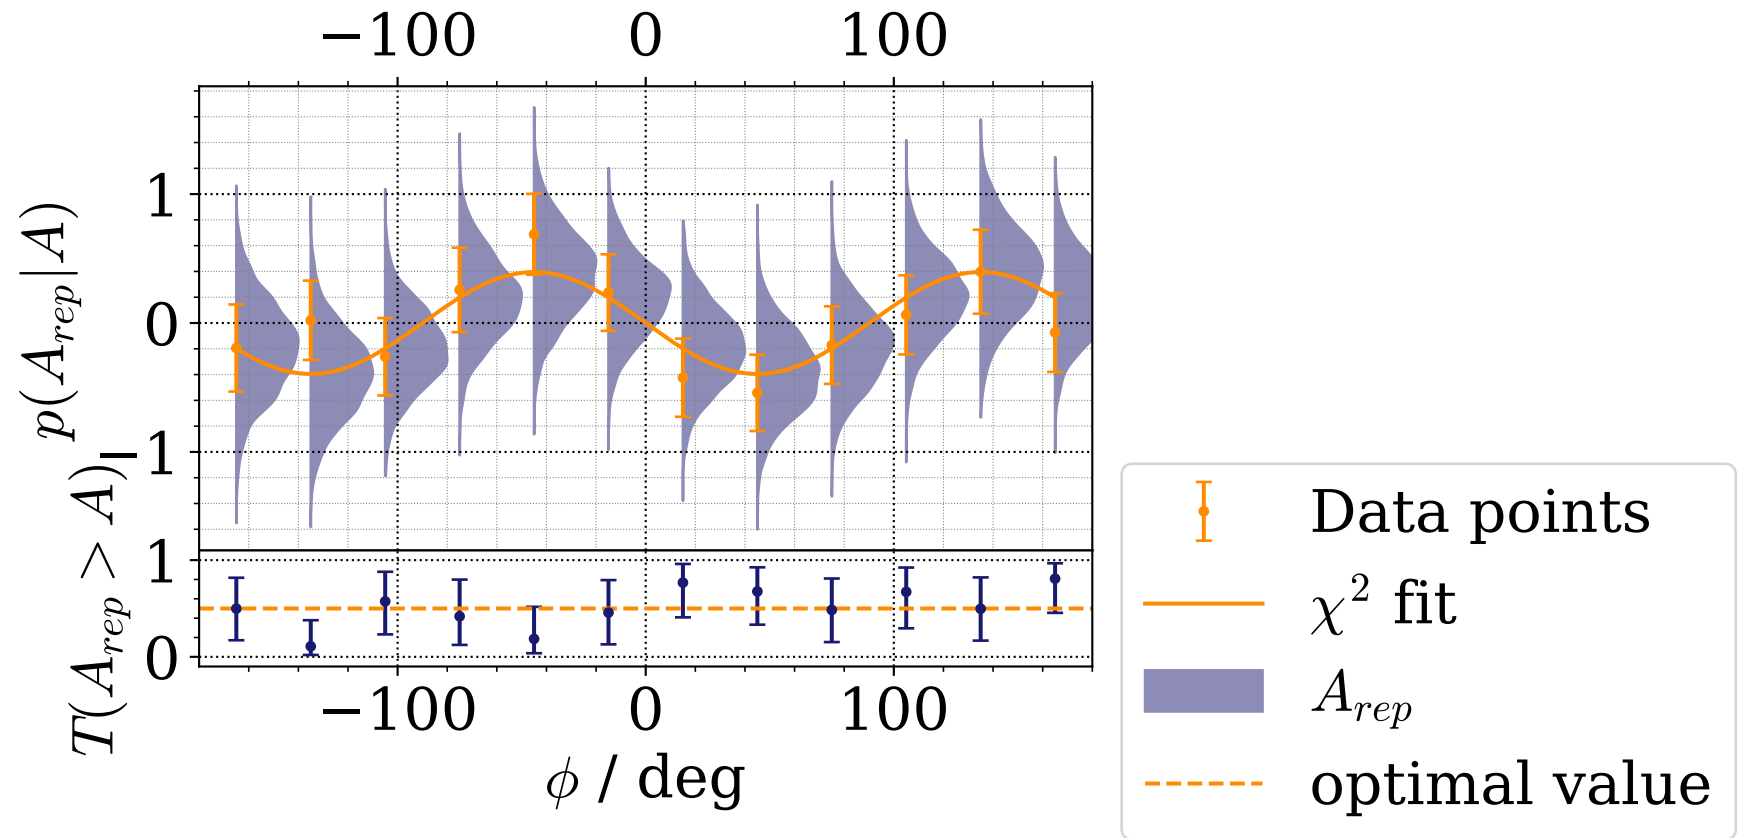 −100 0 100
p(A_rep|A)
1
0
−1
T(A_rep > A)
1
0
−100 0 100
ϕ / deg
Data points
χ² fit
A_rep
optimal value